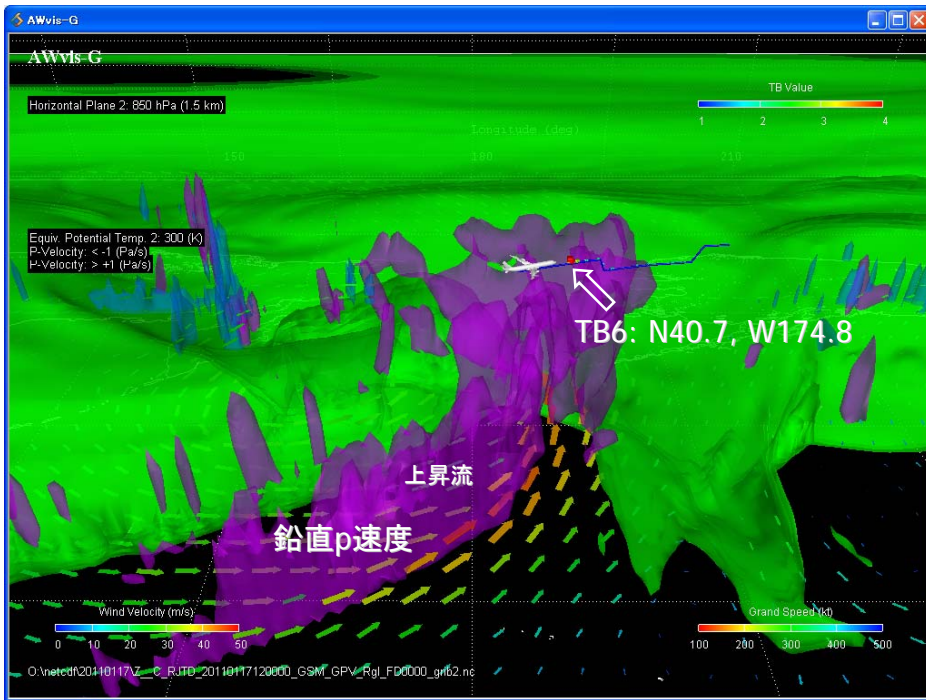 AWvis-G
AWvis-G
Horizontal Plane 2: 850 hPa (1.5 km)
TB Value
1 2 3 4
Longitude (deg)
150 180 210
Equiv. Potential Temp. 2: 300 (K)
P-Velocity: < -1 (Pa/s)
P-Velocity: > +1 (Pa/s)
TB6: N40.7, W174.8
上昇流
鉛直p速度
Wind Velocity (m/s)
0 10 20 30 40 50
Grand Speed (kt)
100 200 300 400 500
O:\netcdf\20110117\Z__C_RJTD_20110117120000_GSM_GPV_Rgl_FD0000_grib2.nc